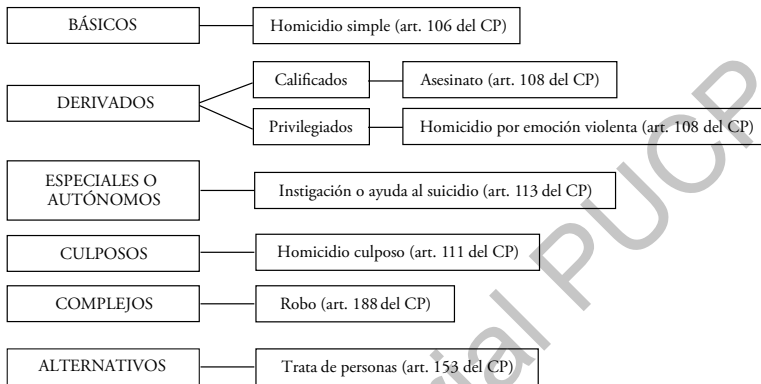 BÁSICOS
Homicidio simple (art. 106 del CP)
DERIVADOS
Calificados
Asesinato (art. 108 del CP)
Privilegiados
Homicidio por emoción violenta (art. 108 del CP)
ESPECIALES O
AUTÓNOMOS
Instigación o ayuda al suicidio (art. 113 del CP)
CULPOSOS
Homicidio culposo (art. 111 del CP)
COMPLEJOS
Robo (art. 188 del CP)
ALTERNATIVOS
Trata de personas (art. 153 del CP)
rial PUCP